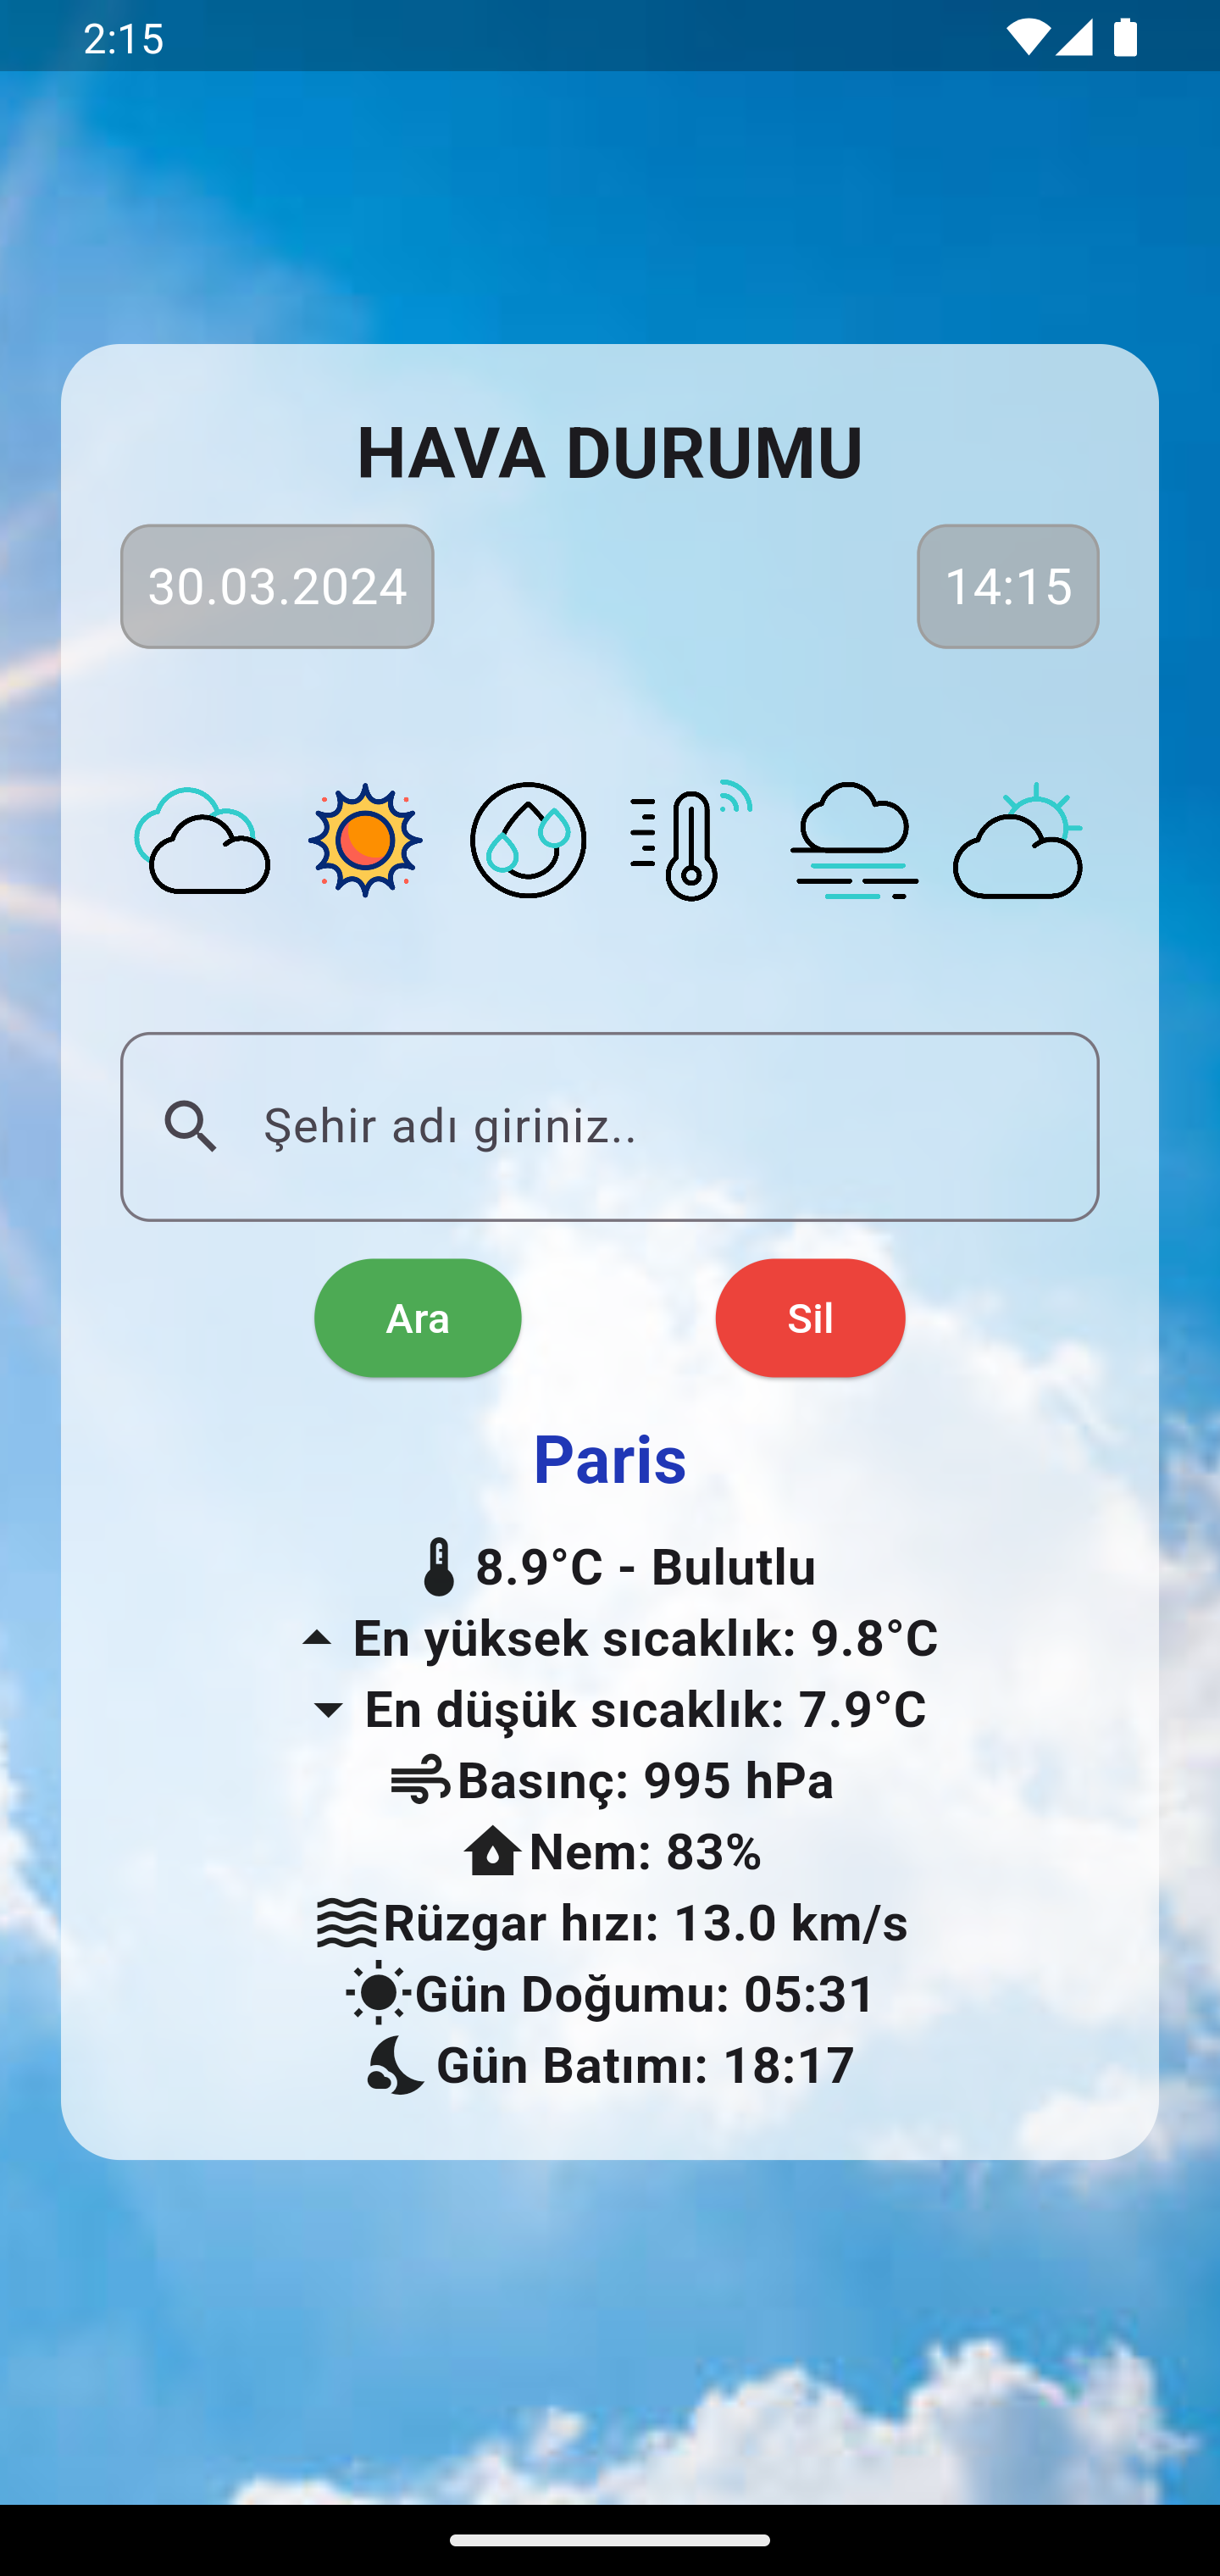 2:15
HAVA DURUMU
30.03.2024
14:15
Şehir adı giriniz..
Ara
Sil
Paris
8.9°C - Bulutlu
En yüksek sıcaklık: 9.8°C
En düşük sıcaklık: 7.9°C
Basınç: 995 hPa
Nem: 83%
Rüzgar hızı: 13.0 km/s
Gün Doğumu: 05:31
Gün Batımı: 18:17